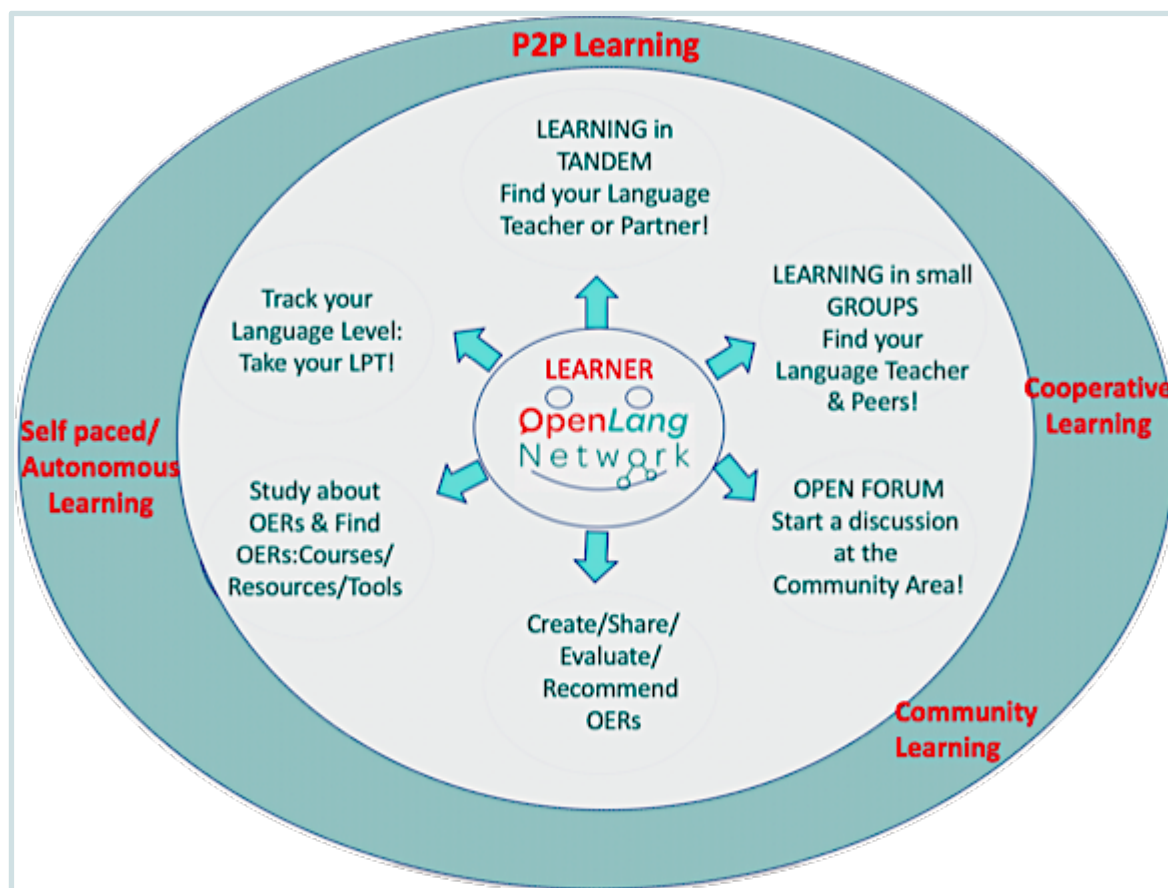 P2P Learning
LEARNING in
TANDEM
Find your Language
Teacher or Partner!
LEARNING in small
GROUPS
Find your
Language Teacher
& Peers!
Cooperative
Learning
OPEN FORUM
Start a discussion
at the
Community Area!
Community
Learning
Create/Share/
Evaluate/
Recommend
OERs
Study about
OERs & Find
OERs:Courses/
Resources/Tools
Self paced/
Autonomous
Learning
Track your
Language Level:
Take your LPT!
LEARNER
OpenLang
Network